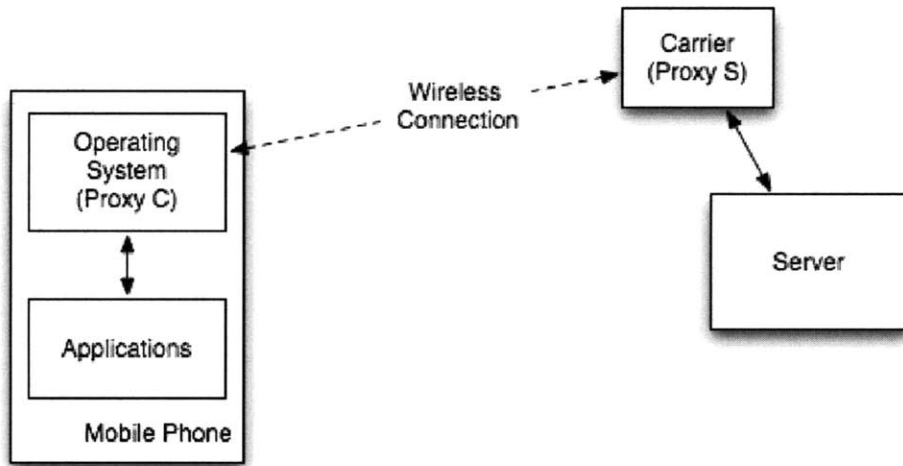 Carrier
(Proxy S)
Wireless
Connection
Operating
System
(Proxy C)
Server
Applications
Mobile Phone